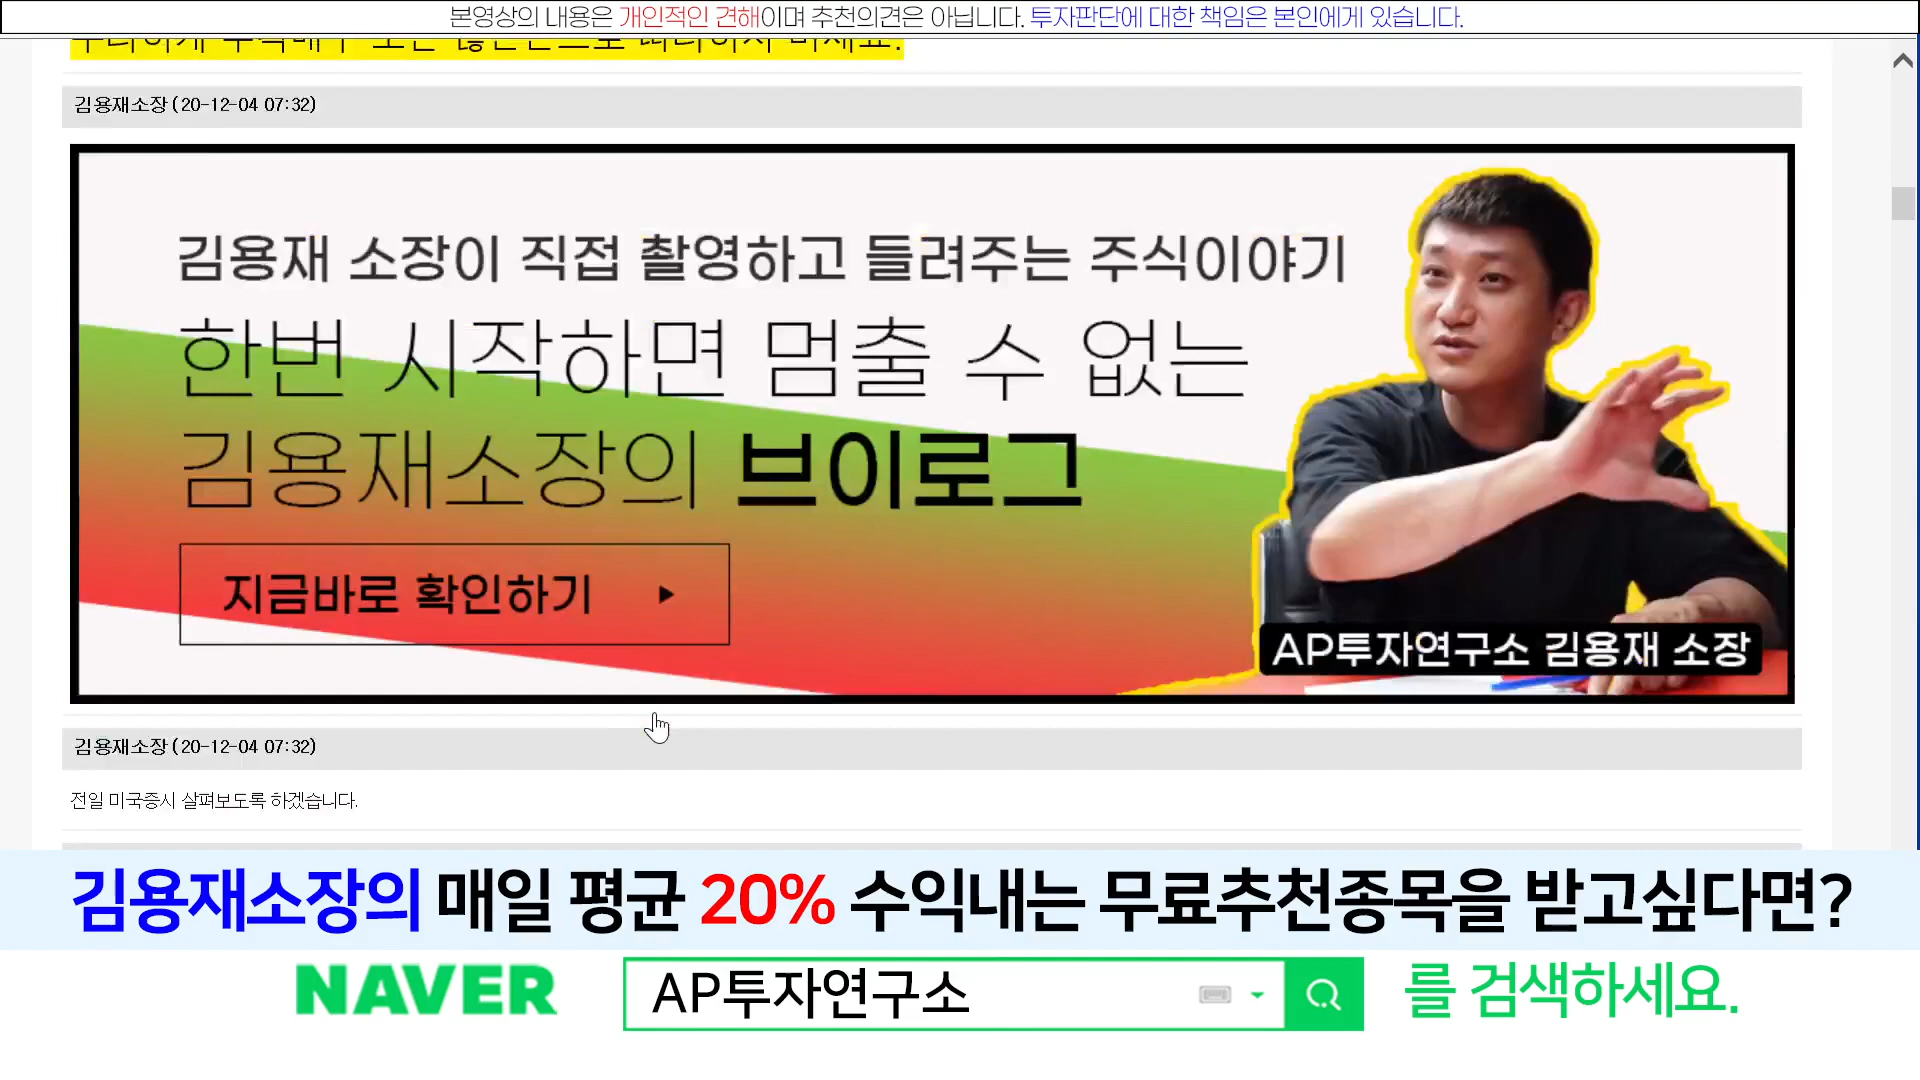 본영상의 내용은 개인적인 견해이며 추천의견은 아닙니다. 투자판단에 대한 책임은 본인에게 있습니다.
김용재소장 (20-12-04 07:32)
김용재 소장이 직접 촬영하고 들려주는 주식이야기
한번 시작하면 멈출 수 없는
김용재소장의 브이로그
지금바로 확인하기
AP투자연구소 김용재 소장
김용재소장 (20-12-04 07:32)
전일 미국증시 살펴보도록 하겠습니다.
김용재소장의 매일 평균 20% 수익내는 무료추천종목을 받고싶다면?
NAVER AP투자연구소 를 검색하세요.